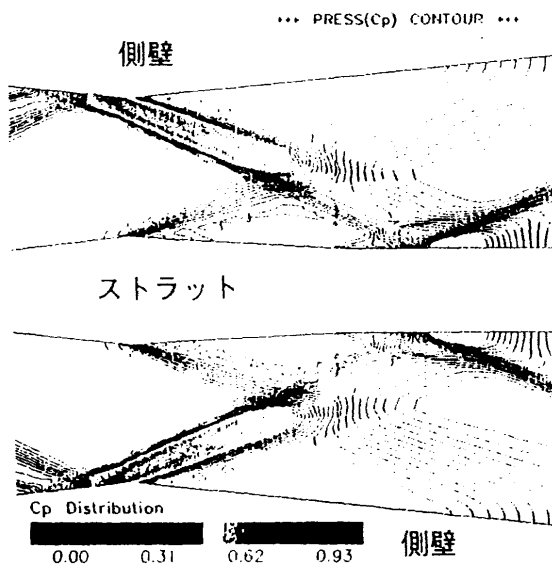 +++ PRESS(Cp) CONTOUR +++
側壁
ストラット
Cp Distribution
0.00 0.31 0.62 0.93
側壁